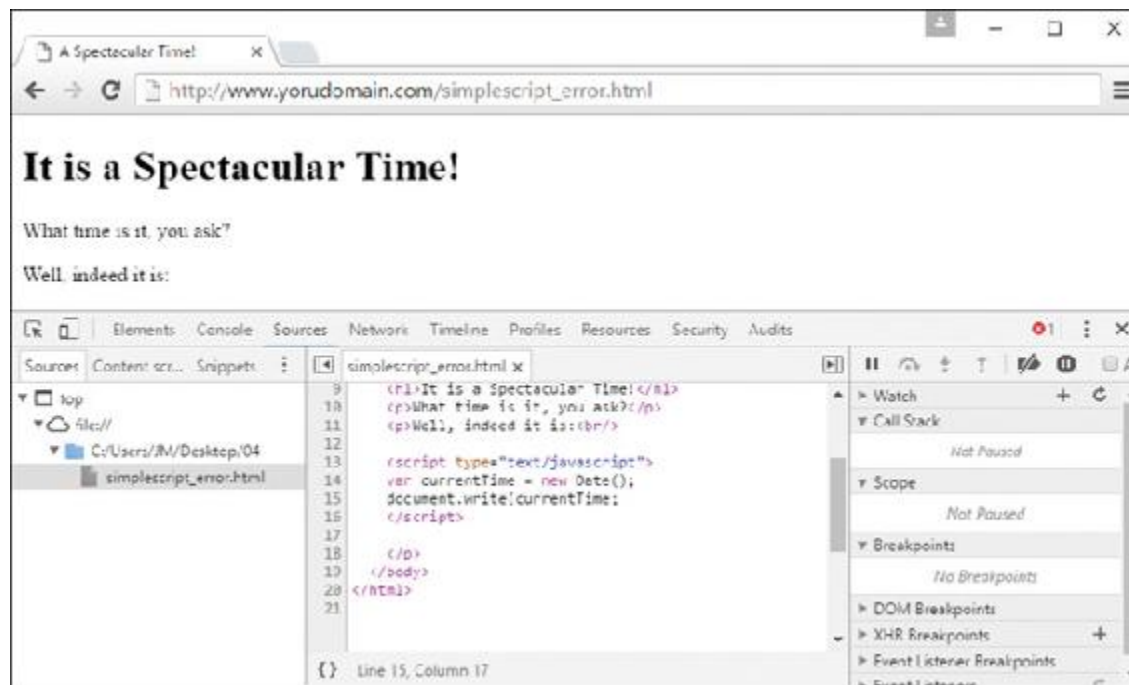 A Spectacular Time!
http://www.yorudomain.com/simplescript_error.html
It is a Spectacular Time!
What time is it, you ask?
Well, indeed it is:
Elements Console Sources Network Timeline Profiles Resources Security Audits 1
Sources Content scr... Snippets
top
file://
C:/Users/JM/Desktop/04
simplescript_error.html
simplescript_error.html
9 <h1>It is a Spectacular Time!</h1>
10 <p>What time is it, you ask?</p>
11 <p>Well, indeed it is:<br/>
12
13 <script type="text/javascript">
14 var currentTime = new Date();
15 document.write(currentTime;
16 </script>
17
18 </p>
19 </body>
20 </html>
21
{} Line 15, Column 17
Watch
Call Stack
Not Paused
Scope
Not Paused
Breakpoints
No Breakpoints
DOM Breakpoints
XHR Breakpoints
Event Listener Breakpoints
Event Listeners